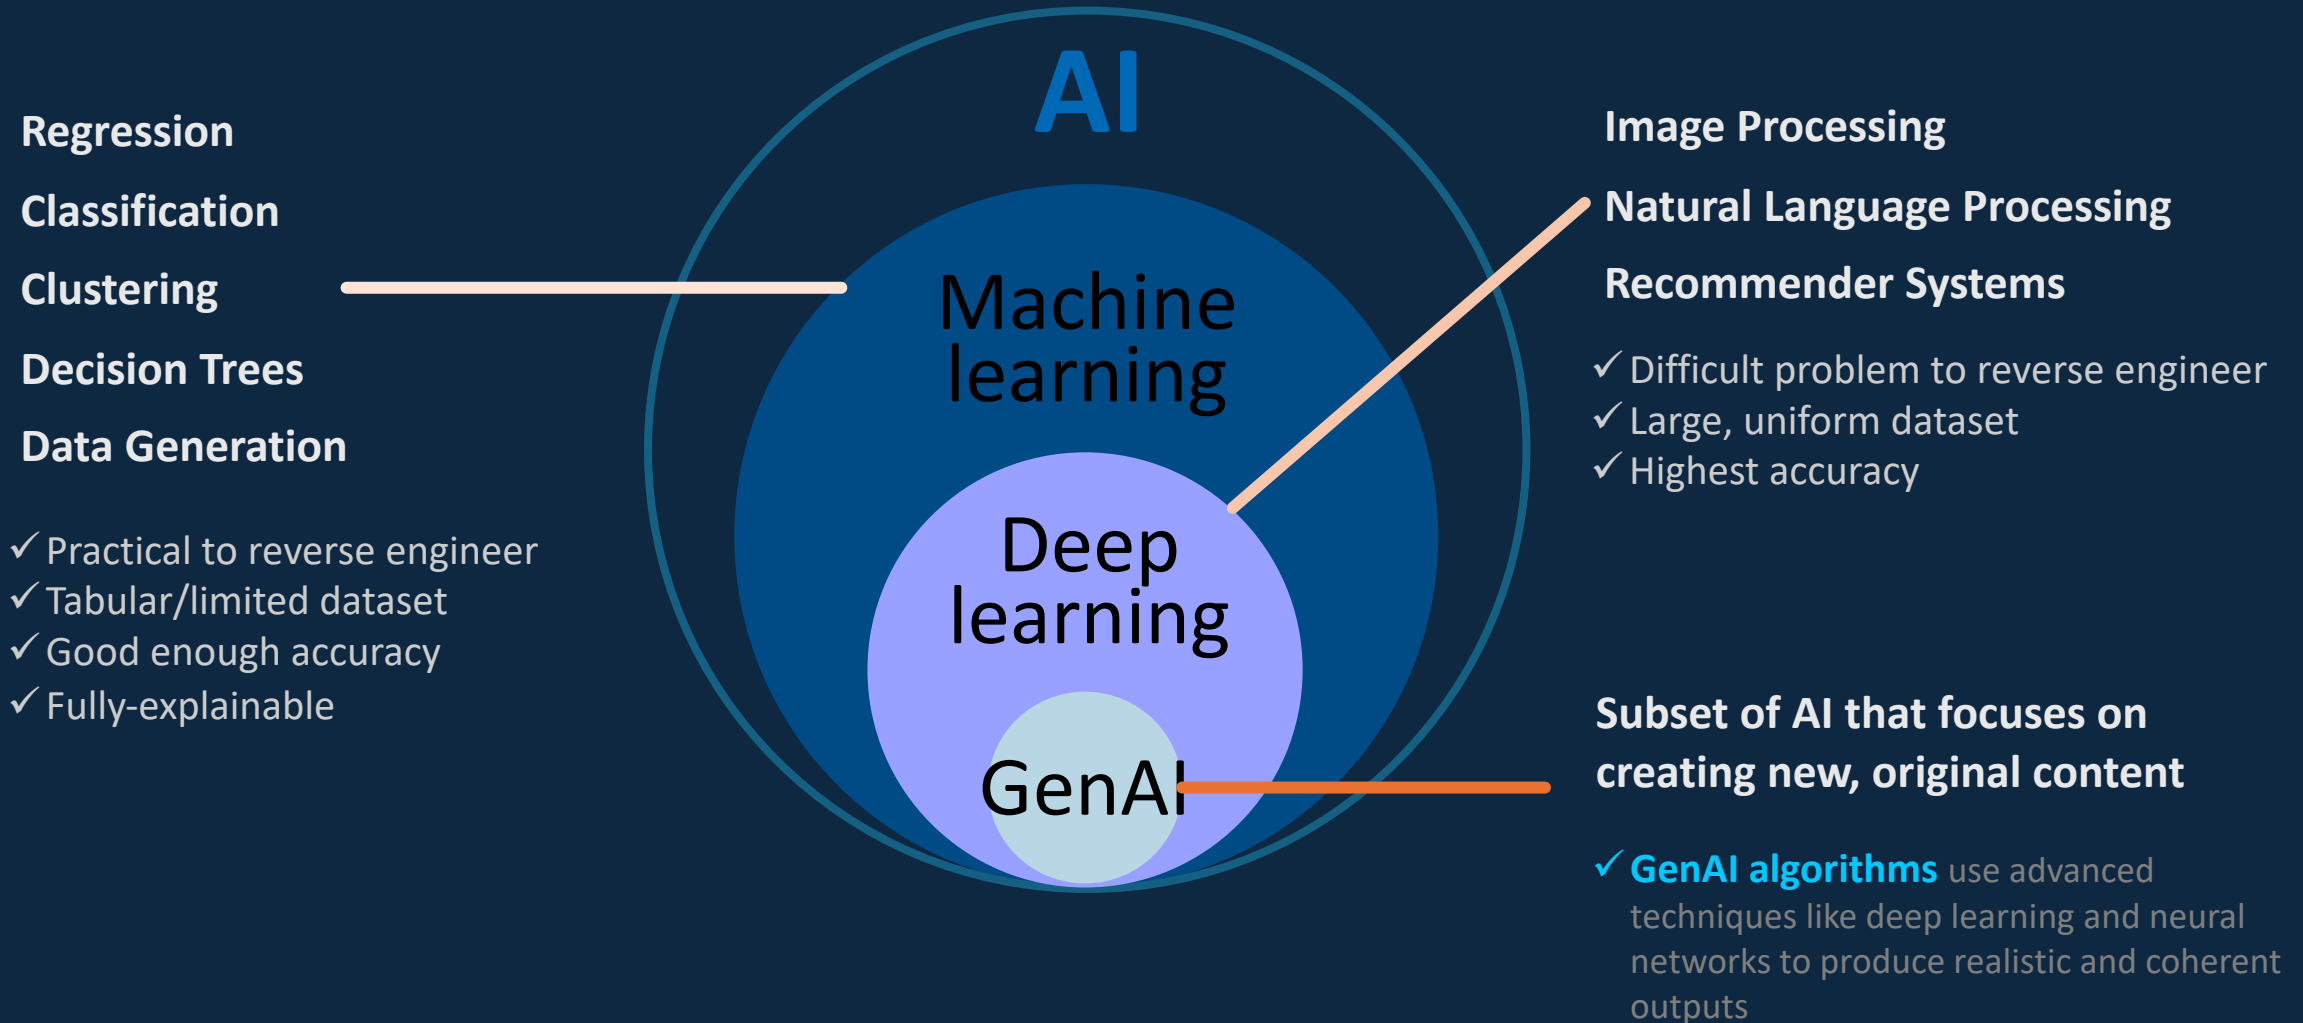 AI
Regression
Classification
Clustering
Decision Trees
Data Generation
✓ Practical to reverse engineer
✓ Tabular/limited dataset
✓ Good enough accuracy
✓ Fully-explainable
Machine
learning
Deep
learning
GenAI
Image Processing
Natural Language Processing
Recommender Systems
✓ Difficult problem to reverse engineer
✓ Large, uniform dataset
✓ Highest accuracy
Subset of AI that focuses on
creating new, original content
✓ GenAI algorithms use advanced
techniques like deep learning and neural
networks to produce realistic and coherent
outputs